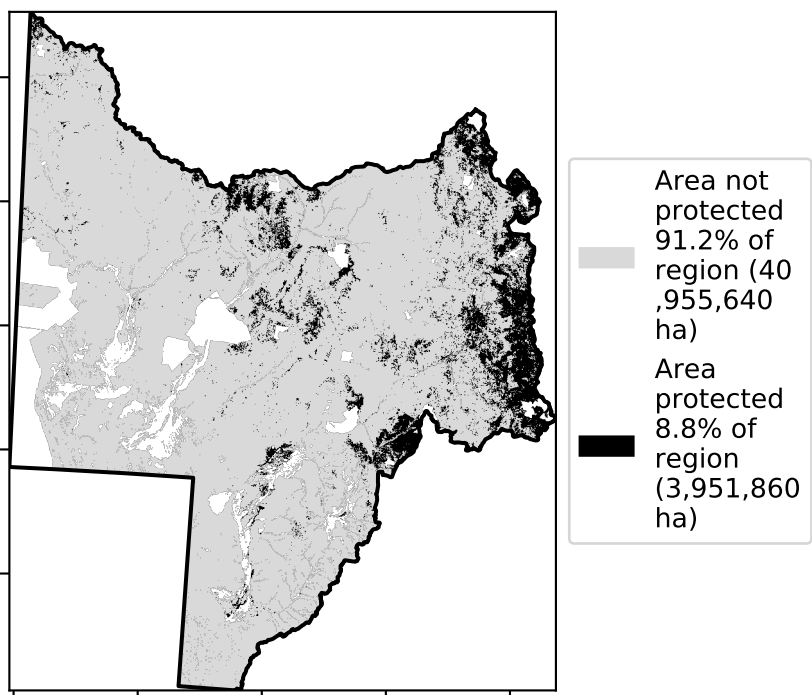 Area not
protected
91.2% of
region (40
,955,640
ha)
Area
protected
8.8% of
region
(3,951,860
ha)